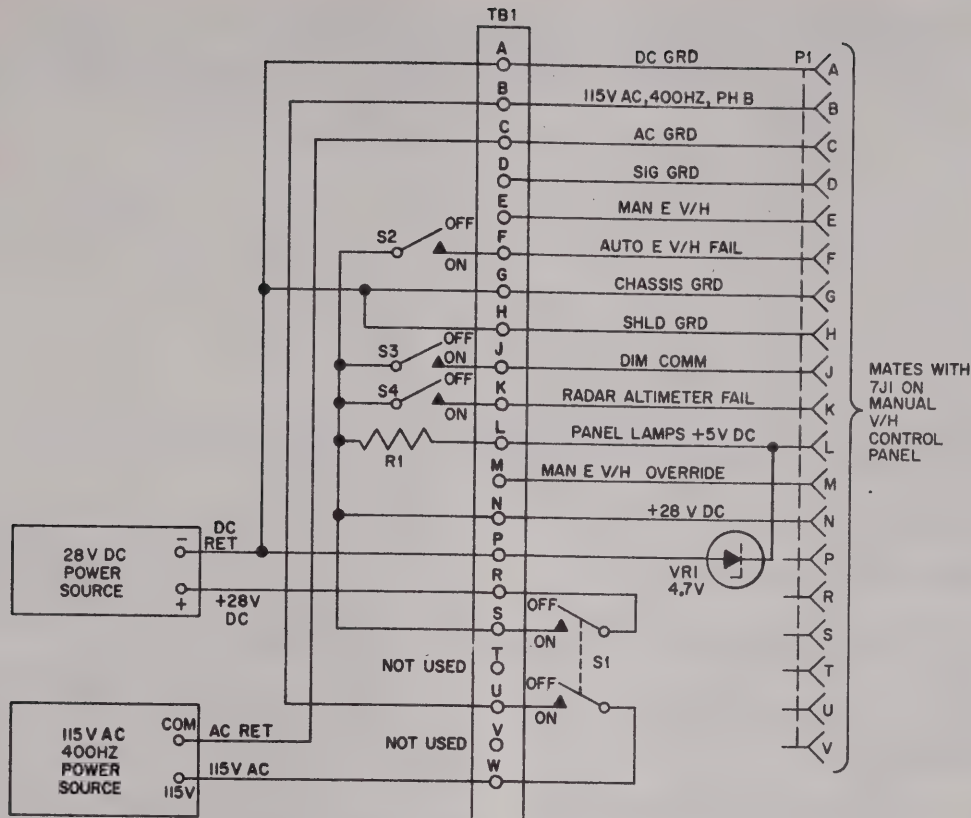 TB1
P1
A
DC GRD
A
B
115V AC, 400HZ, PH B
B
C
AC GRD
C
D
SIG GRD
D
E
MAN E V/H
E
S2
OFF
ON
F
AUTO E V/H FAIL
F
G
CHASSIS GRD
G
H
SHLD GRD
H
S3
OFF
ON
J
DIM COMM
J
S4
OFF
ON
K
RADAR ALTIMETER FAIL
K
R1
L
PANEL LAMPS +5V DC
L
M
MAN E V/H OVERRIDE
M
N
+28 V DC
N
P
P
VR1
4.7V
R
R
S
S
OFF
ON
S1
NOT USED
T
T
U
U
OFF
ON
NOT USED
V
V
W
MATES WITH
7J1 ON
MANUAL
V/H
CONTROL
PANEL
28V DC
POWER
SOURCE
−
+
DC
RET
+28V
DC
115V AC
400HZ
POWER
SOURCE
COM
115V
AC RET
115V AC